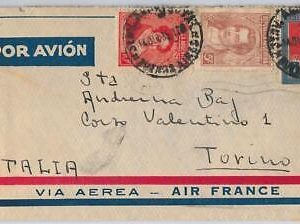 POR AVIÓN
Sta
Andreina Baj
Corso Valentino 1
Torino
ITALIA
VIA AEREA - AIR FRANCE